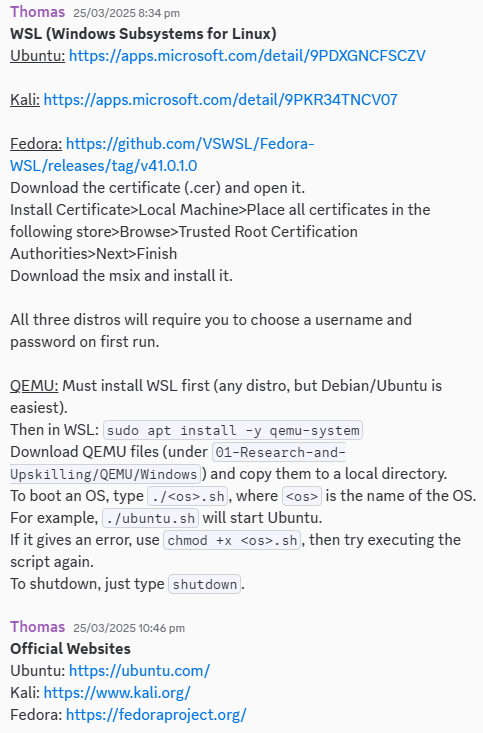 Thomas 25/03/2025 8:34 pm
WSL (Windows Subsystems for Linux)
Ubuntu: https://apps.microsoft.com/detail/9PDXGNCFSCZV
Kali: https://apps.microsoft.com/detail/9PKR34TNCV07
Fedora: https://github.com/VSWSL/Fedora-
WSL/releases/tag/v41.0.1.0
Download the certificate (.cer) and open it.
Install Certificate>Local Machine>Place all certificates in the
following store>Browse>Trusted Root Certification
Authorities>Next>Finish
Download the msix and install it.
All three distros will require you to choose a username and
password on first run.
QEMU: Must install WSL first (any distro, but Debian/Ubuntu is
easiest).
Then in WSL: sudo apt install -y qemu-system
Download QEMU files (under 01-Research-and-
Upskilling/QEMU/Windows) and copy them to a local directory.
To boot an OS, type ./<os>.sh, where <os> is the name of the OS.
For example, ./ubuntu.sh will start Ubuntu.
If it gives an error, use chmod +x <os>.sh, then try executing the
script again.
To shutdown, just type shutdown.
Thomas 25/03/2025 10:46 pm
Official Websites
Ubuntu: https://ubuntu.com/
Kali: https://www.kali.org/
Fedora: https://fedoraproject.org/